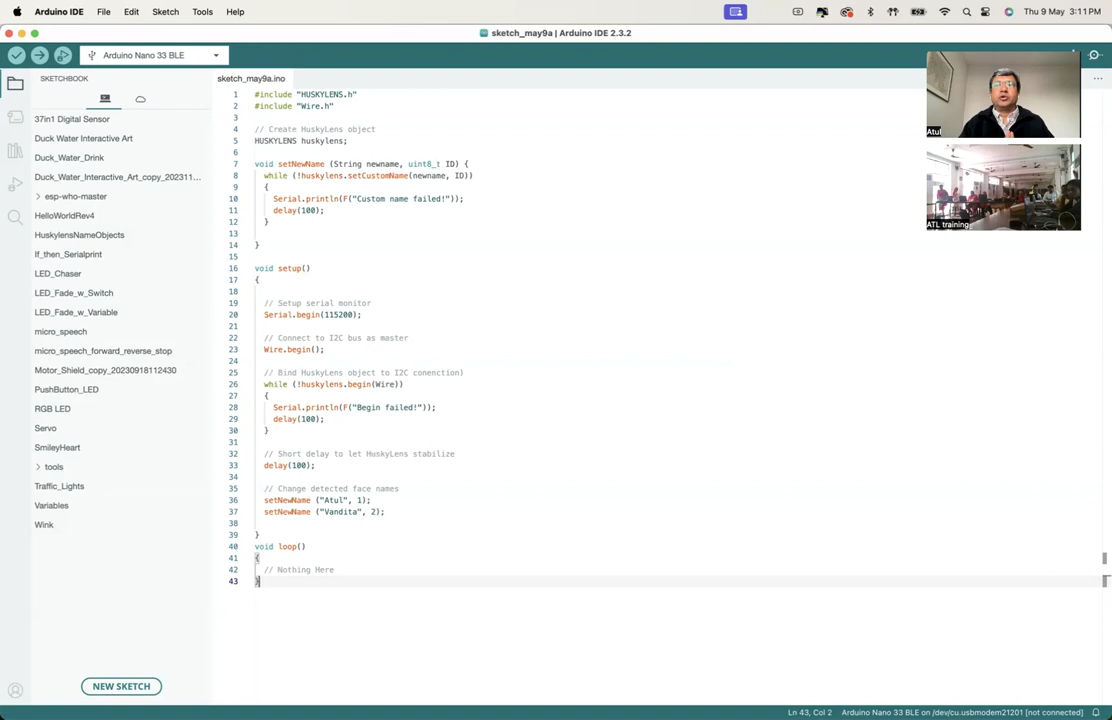 Arduino IDE File Edit Sketch Tools Help
Thu 9 May 3:11 PM
sketch_may9a | Arduino IDE 2.3.2
Arduino Nano 33 BLE
SKETCHBOOK
37in1 Digital Sensor
Duck Water Interactive Art
Duck_Water_Drink
Duck_Water_Interactive_Art_copy_202311...
esp-who-master
HelloWorldRev4
HuskylensNameObjects
If_then_Serialprint
LED_Chaser
LED_Fade_w_Switch
LED_Fade_w_Variable
micro_speech
micro_speech_forward_reverse_stop
Motor_Shield_copy_20230918112430
PushButton_LED
RGB LED
Servo
SmileyHeart
tools
Traffic_Lights
Variables
Wink
NEW SKETCH
sketch_may9a.ino
1 #include "HUSKYLENS.h"
2 #include "Wire.h"
3
4 // Create HuskyLens object
5 HUSKYLENS huskylens;
6
7 void setNewName (String newname, uint8_t ID) {
8 while (!huskylens.setCustomName(newname, ID))
9 {
10 Serial.println(F("Custom name failed!"));
11 delay(100);
12 }
13
14 }
15
16 void setup()
17 {
18
19 // Setup serial monitor
20 Serial.begin(115200);
21
22 // Connect to I2C bus as master
23 Wire.begin();
24
25 // Bind HuskyLens object to I2C conenction)
26 while (!huskylens.begin(Wire))
27 {
28 Serial.println(F("Begin failed!"));
29 delay(100);
30 }
31
32 // Short delay to let HuskyLens stabilize
33 delay(100);
34
35 // Change detected face names
36 setNewName ("Atul", 1);
37 setNewName ("Vandita", 2);
38
39 }
40 void loop()
41 {
42 // Nothing Here
43 }
Atul
ATL training
Ln 43, Col 2 Arduino Nano 33 BLE on /dev/cu.usbmodem21201 [not connected]